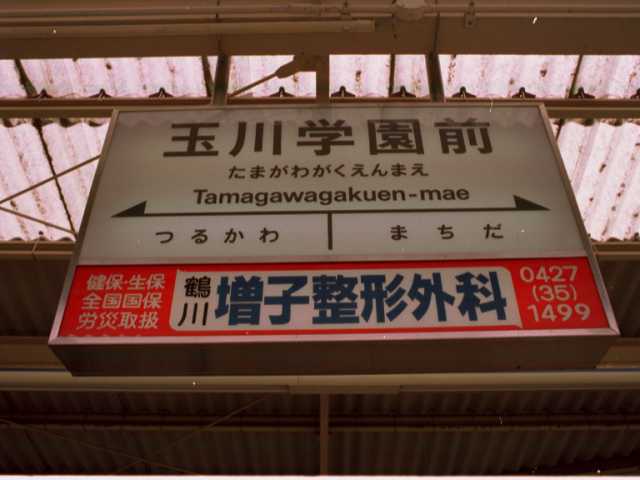 玉川学園前
たまがわがくえんまえ
Tamagawagakuen-mae
つるかわ
まちだ
健保・生保
全国国保
労災取扱
鶴川
増子整形外科
0427
(35)
1499